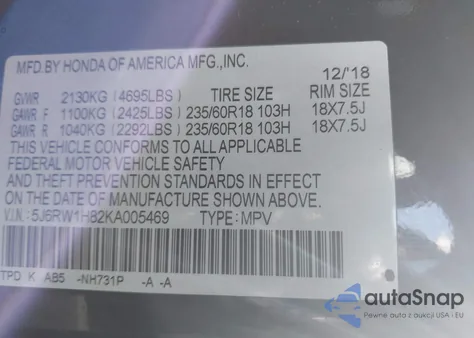 MFD.BY HONDA OF AMERICA MFG.,INC.
12/'18
GVWR 2130KG (4695LBS) TIRE SIZE RIM SIZE
GAWR F 1100KG (2425LBS) 235/60R18 103H 18X7.5J
GAWR R 1040KG (2292LBS) 235/60R18 103H 18X7.5J
THIS VEHICLE CONFORMS TO ALL APPLICABLE
FEDERAL MOTOR VEHICLE SAFETY
AND THEFT PREVENTION STANDARDS IN EFFECT
ON THE DATE OF MANUFACTURE SHOWN ABOVE.
V.I.N: 5J6RW1H82KA005469 TYPE: MPV
TPD K AB5 -NH731P -A -A
autoSnap
Pewne auta z aukcji USA i EU